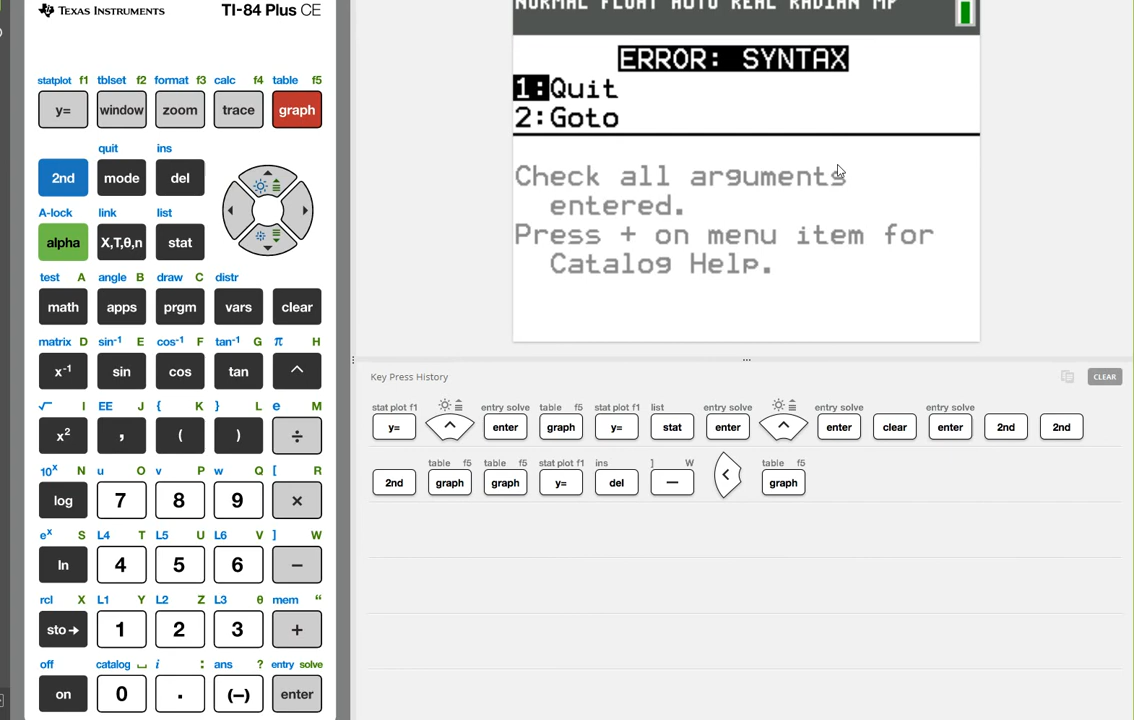 TEXAS INSTRUMENTS TI-84 Plus CE
statplot f1 tblset f2 format f3 calc f4 table f5
y= window zoom trace graph
quit ins
2nd mode del
A-lock link list
alpha X,T,θ,n stat
test A angle B draw C distr
math apps prgm vars clear
matrix D sin⁻¹ E cos⁻¹ F tan⁻¹ G π H
x⁻¹ sin cos tan ^
√ I EE J { K } L e M
x² , ( ) ÷
10ˣ N u O v P w Q [ R
log 7 8 9 ×
eˣ S L4 T L5 U L6 V ] W
ln 4 5 6 −
rcl X L1 Y L2 Z L3 θ mem “
sto→ 1 2 3 +
off catalog ⎵ i : ans ? entry solve
on 0 . (−) enter
NORMAL FLOAT AUTO REAL RADIAN MP
ERROR: SYNTAX
1:Quit
2:Goto
Check all arguments
entered.
Press + on menu item for
Catalog Help.
Key Press History CLEAR
stat plot f1 entry solve table f5 stat plot f1 list entry solve entry solve entry solve
y= ^ enter graph y= stat enter ^ enter clear enter 2nd 2nd
table f5 table f5 stat plot f1 ins ] W table f5
2nd graph graph y= del — < graph